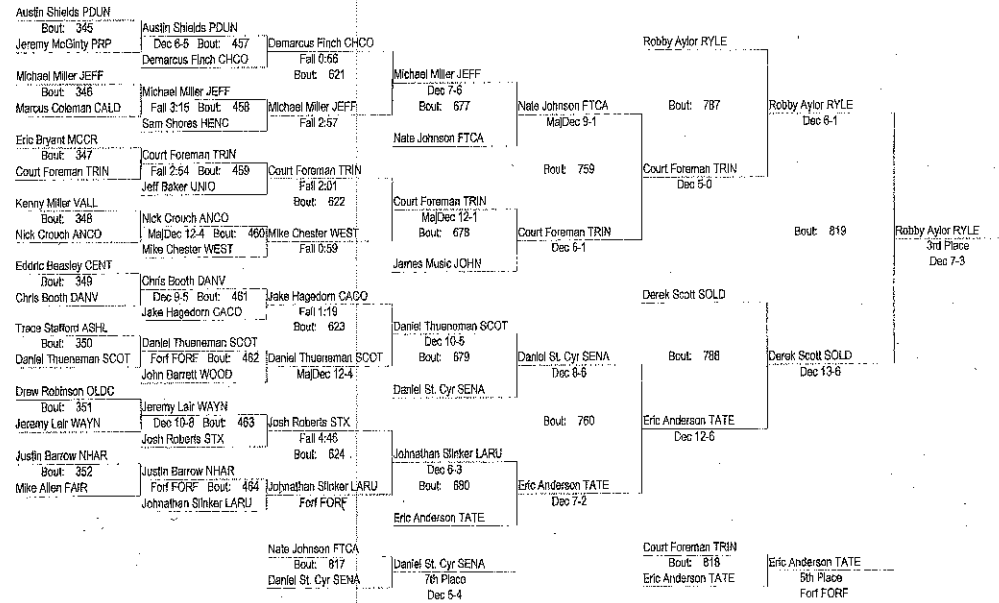 Austin Shields PDUN
Bout: 345
Jeremy McGinty PRP
Michael Miller JEFF
Bout: 346
Marcus Coleman CALD
Eric Bryant MCCR
Bout: 347
Court Foreman TRIN
Kenny Miller VALL
Bout: 348
Nick Crouch ANCO
Eddric Beasley CENT
Bout: 349
Chris Booth DANV
Trace Stafford ASHL
Bout: 350
Daniel Thueneman SCOT
Drew Robinson OLDC
Bout: 351
Jeremy Lair WAYN
Justin Barrow NHAR
Bout: 352
Mike Allen FAIR
Austin Shields PDUN
Dec 6-5 Bout: 457
Demarcus Finch CHCO
Michael Miller JEFF
Fall 3:15 Bout: 458
Sam Shores HENC
Court Foreman TRIN
Fall 2:54 Bout: 459
Jeff Baker UNIO
Nick Crouch ANCO
MajDec 12-4 Bout: 460
Mike Chester WEST
Chris Booth DANV
Dec 9-5 Bout: 461
Jake Hagedorn CACO
Daniel Thueneman SCOT
Forf FORF Bout: 462
John Barrett WOOD
Jeremy Lair WAYN
Dec 10-8 Bout: 463
Josh Roberts STX
Justin Barrow NHAR
Forf FORF Bout: 464
Johnathan Slinker LARU
Demarcus Finch CHCO
Fall 0:56
Bout: 621
Michael Miller JEFF
Fall 2:57
Court Foreman TRIN
Fall 2:01
Bout: 622
Mike Chester WEST
Fall 0:59
Jake Hagedorn CACO
Fall 1:19
Bout: 623
Daniel Thueneman SCOT
MajDec 12-4
Josh Roberts STX
Fall 4:46
Bout: 624
Johnathan Slinker LARU
Forf FORF
Michael Miller JEFF
Dec 7-6
Bout: 677
Nate Johnson FTCA
Court Foreman TRIN
MajDec 12-1
Bout: 678
James Music JOHN
Daniel Thueneman SCOT
Dec 10-5
Bout: 679
Daniel St. Cyr SENA
Johnathan Slinker LARU
Dec 6-3
Bout: 680
Eric Anderson TATE
Nate Johnson FTCA
MajDec 9-1
Bout: 759
Court Foreman TRIN
Dec 6-1
Daniel St. Cyr SENA
Dec 8-6
Bout: 760
Eric Anderson TATE
Dec 7-2
Robby Aylor RYLE
Bout: 787
Court Foreman TRIN
Dec 5-0
Derek Scott SOLD
Bout: 788
Eric Anderson TATE
Dec 12-6
Robby Aylor RYLE
Dec 6-1
Bout: 819
Derek Scott SOLD
Dec 13-6
Robby Aylor RYLE
3rd Place
Dec 7-3
Nate Johnson FTCA
Bout: 817
Daniel St. Cyr SENA
Daniel St. Cyr SENA
7th Place
Dec 5-4
Court Foreman TRIN
Bout: 818
Eric Anderson TATE
Eric Anderson TATE
5th Place
Forf FORF